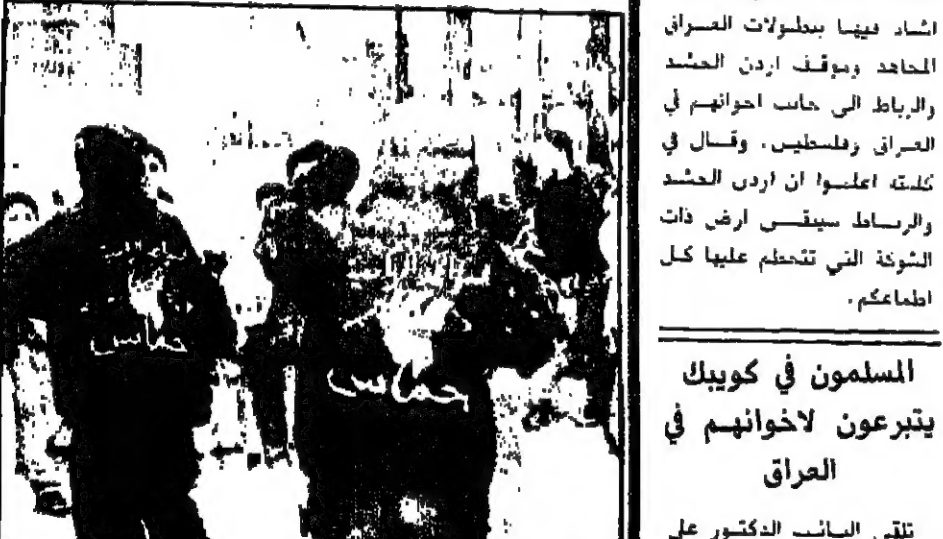 اشاد فيها ببطولات العراق
المجاهد وموقف اردن الحشد
والرباط الى جانب اخوانهم في
العراق وفلسطين. وقال في
كلمته اعلموا ان اردن الحشد
والرباط سيبقى ارض ذات
الشوكة التي تتحطم عليها كل
اطماعكم.
المسلمون في كويبك
يتبرعون لاخوانهم في
العراق
تلقى النائب الدكتور علي
حماس
حماس